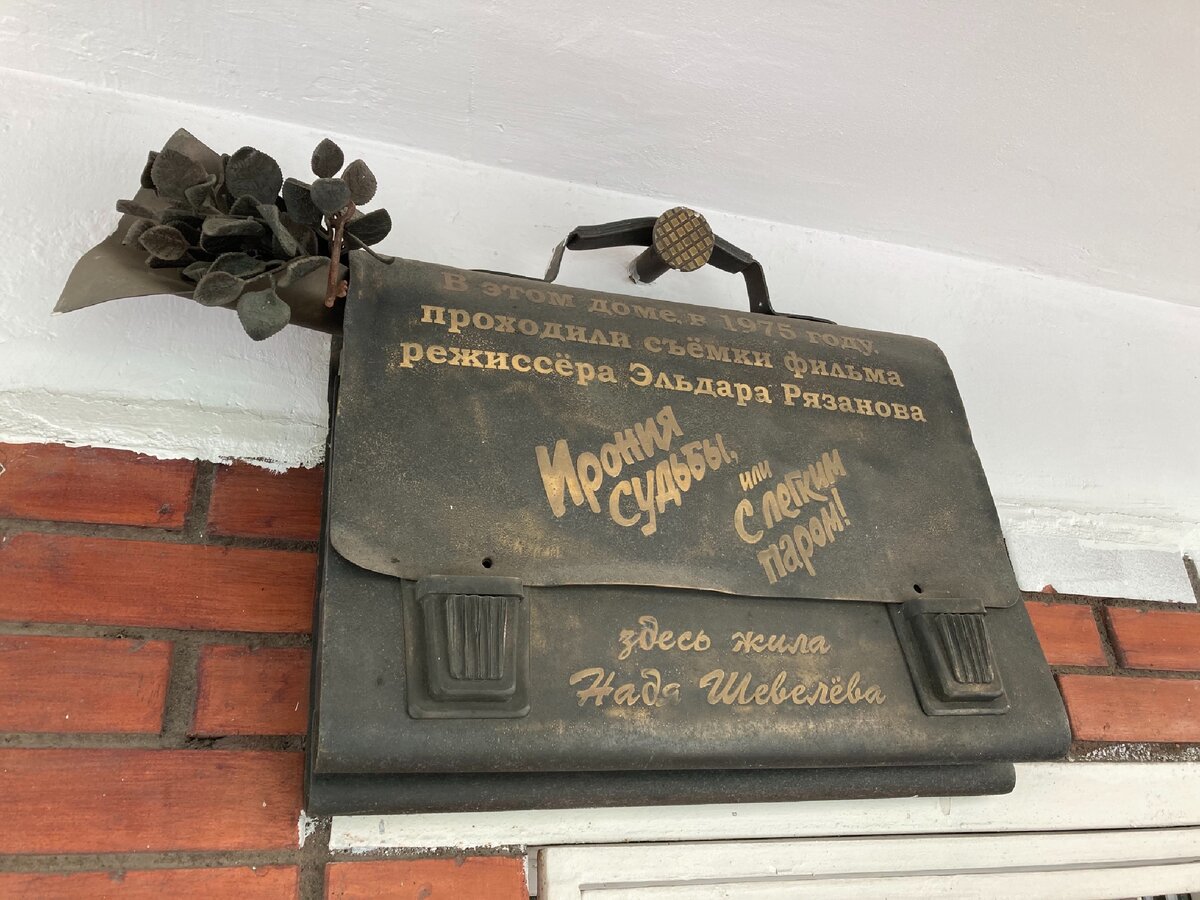 В этом доме в 1975 году
проходили съёмки фильма
режиссёра Эльдара Рязанова
Ирония
судьбы,
или
С легким
паром!
здесь жила
Надя Шевелёва